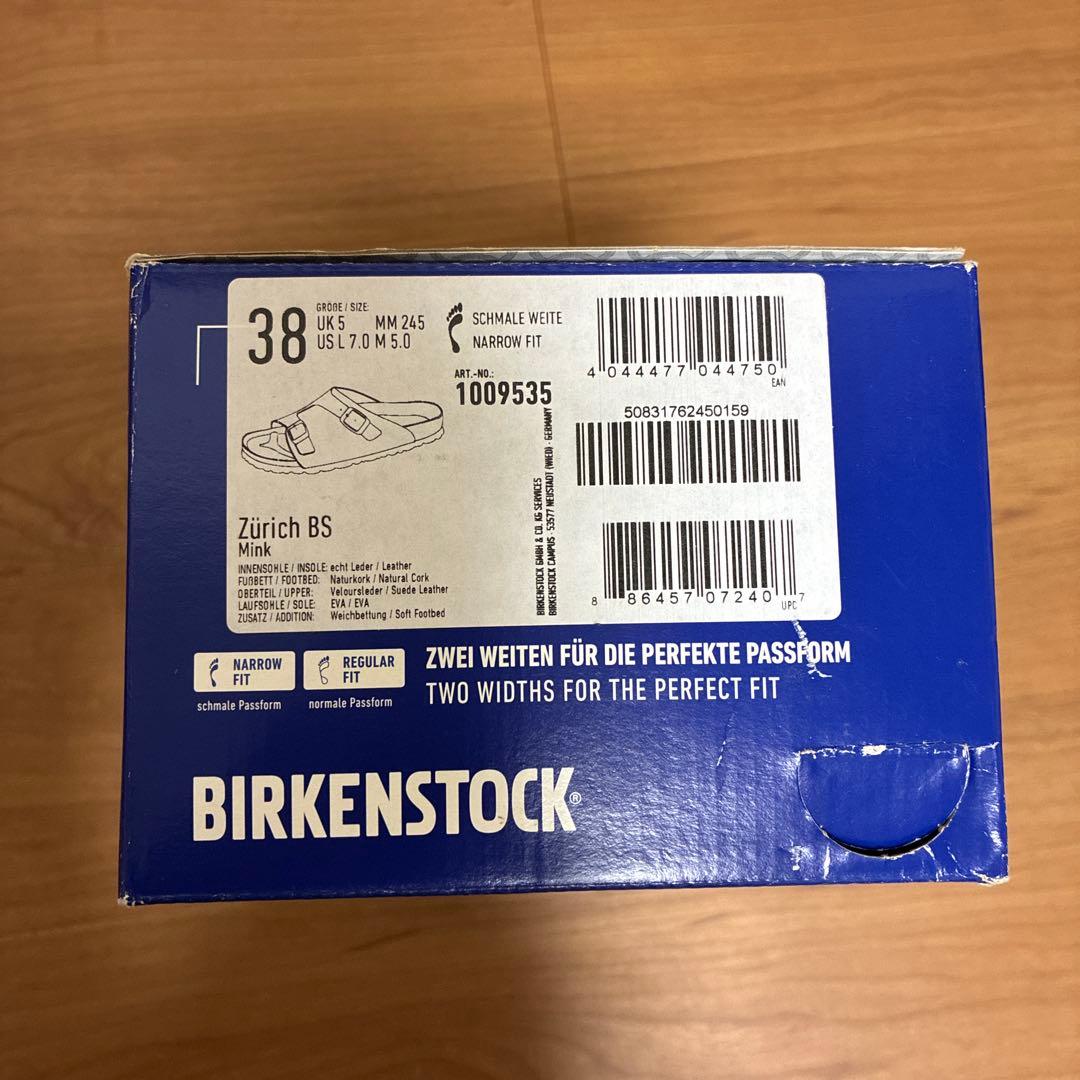 38
GRÖßE / SIZE:
UK 5 MM 245
US L 7.0 M 5.0
SCHMALE WEITE
NARROW FIT
ART.-NO.:
1009535
4 044477 044750
EAN
50831762450159
8 86457 07240 7
UPC
BIRKENSTOCK GMBH & CO. KG SERVICES
BIRKENSTOCK CAMPUS · 53577 NEUSTADT (WIED) · GERMANY
Zürich BS
Mink
INNENSOHLE / INSOLE: echt Leder / Leather
FUßBETT / FOOTBED: Naturkork / Natural Cork
OBERTEIL / UPPER: Veloursleder / Suede Leather
LAUFSOHLE / SOLE: EVA / EVA
ZUSATZ / ADDITION: Weichbettung / Soft Footbed
NARROW FIT
schmale Passform
REGULAR FIT
normale Passform
ZWEI WEITEN FÜR DIE PERFEKTE PASSFORM
TWO WIDTHS FOR THE PERFECT FIT
BIRKENSTOCK®